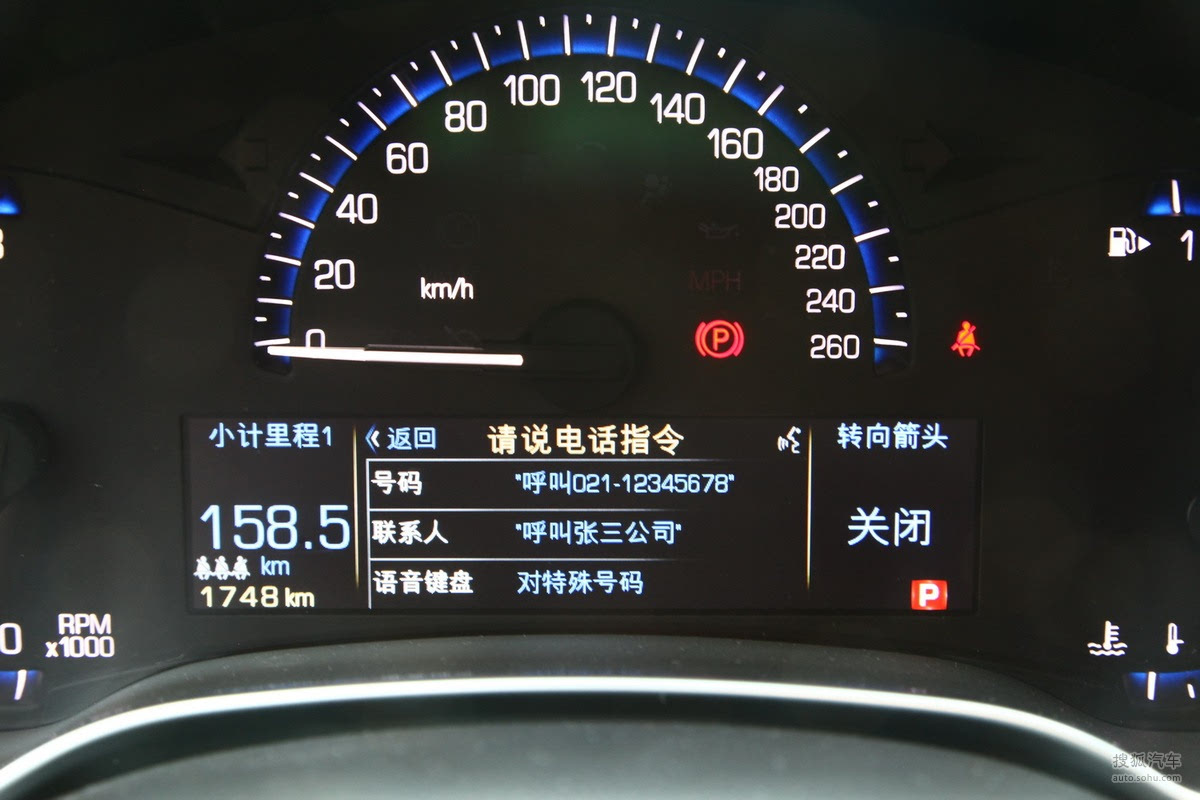 100 120
80 140
60 160
40 180
200
20 220
km/h MPH
240
0 260
P
1
小计里程1
158.5
km
1748 km
《返回 请说电话指令
号码 "呼叫021-12345678"
联系人 "呼叫张三公司"
语音键盘 对特殊号码
转向箭头
关闭
P
0 RPM
x1000
搜狐汽车
auto.sohu.com